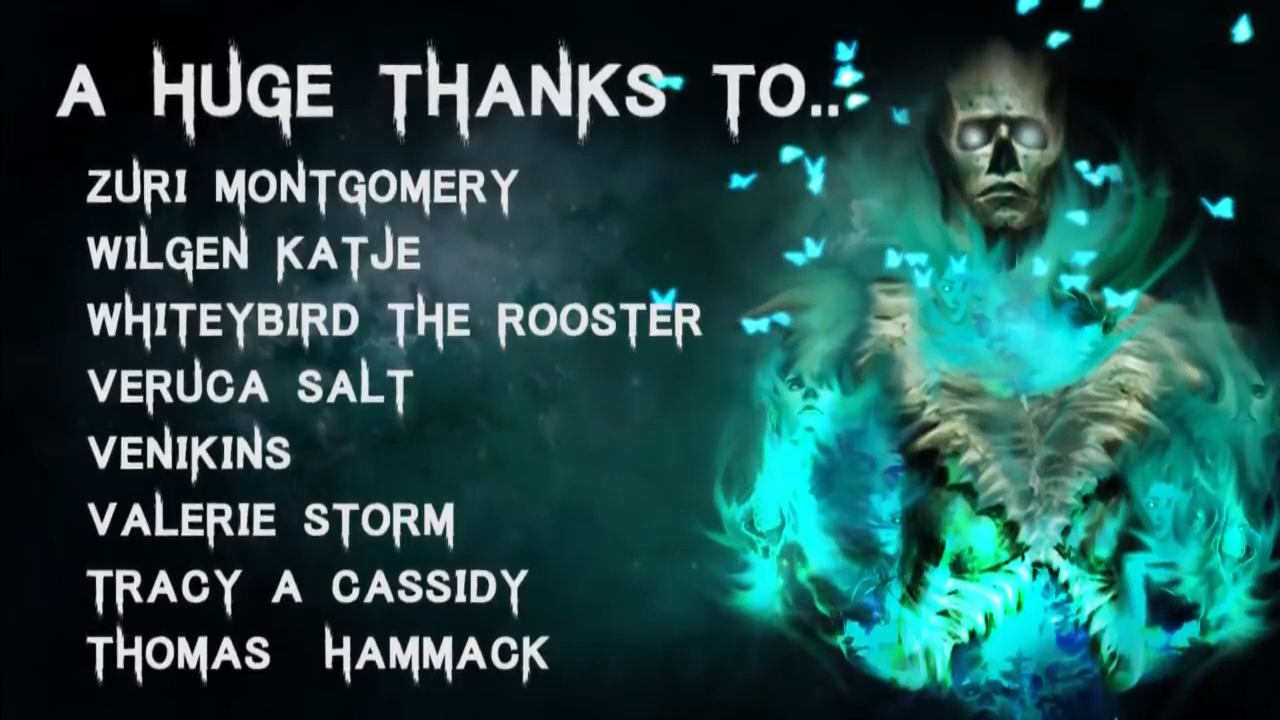 A HUGE THANKS TO..
ZURI MONTGOMERY
WILGEN KATJE
WHITEYBIRD THE ROOSTER
VERUCA SALT
VENIKINS
VALERIE STORM
TRACY A CASSIDY
THOMAS HAMMACK